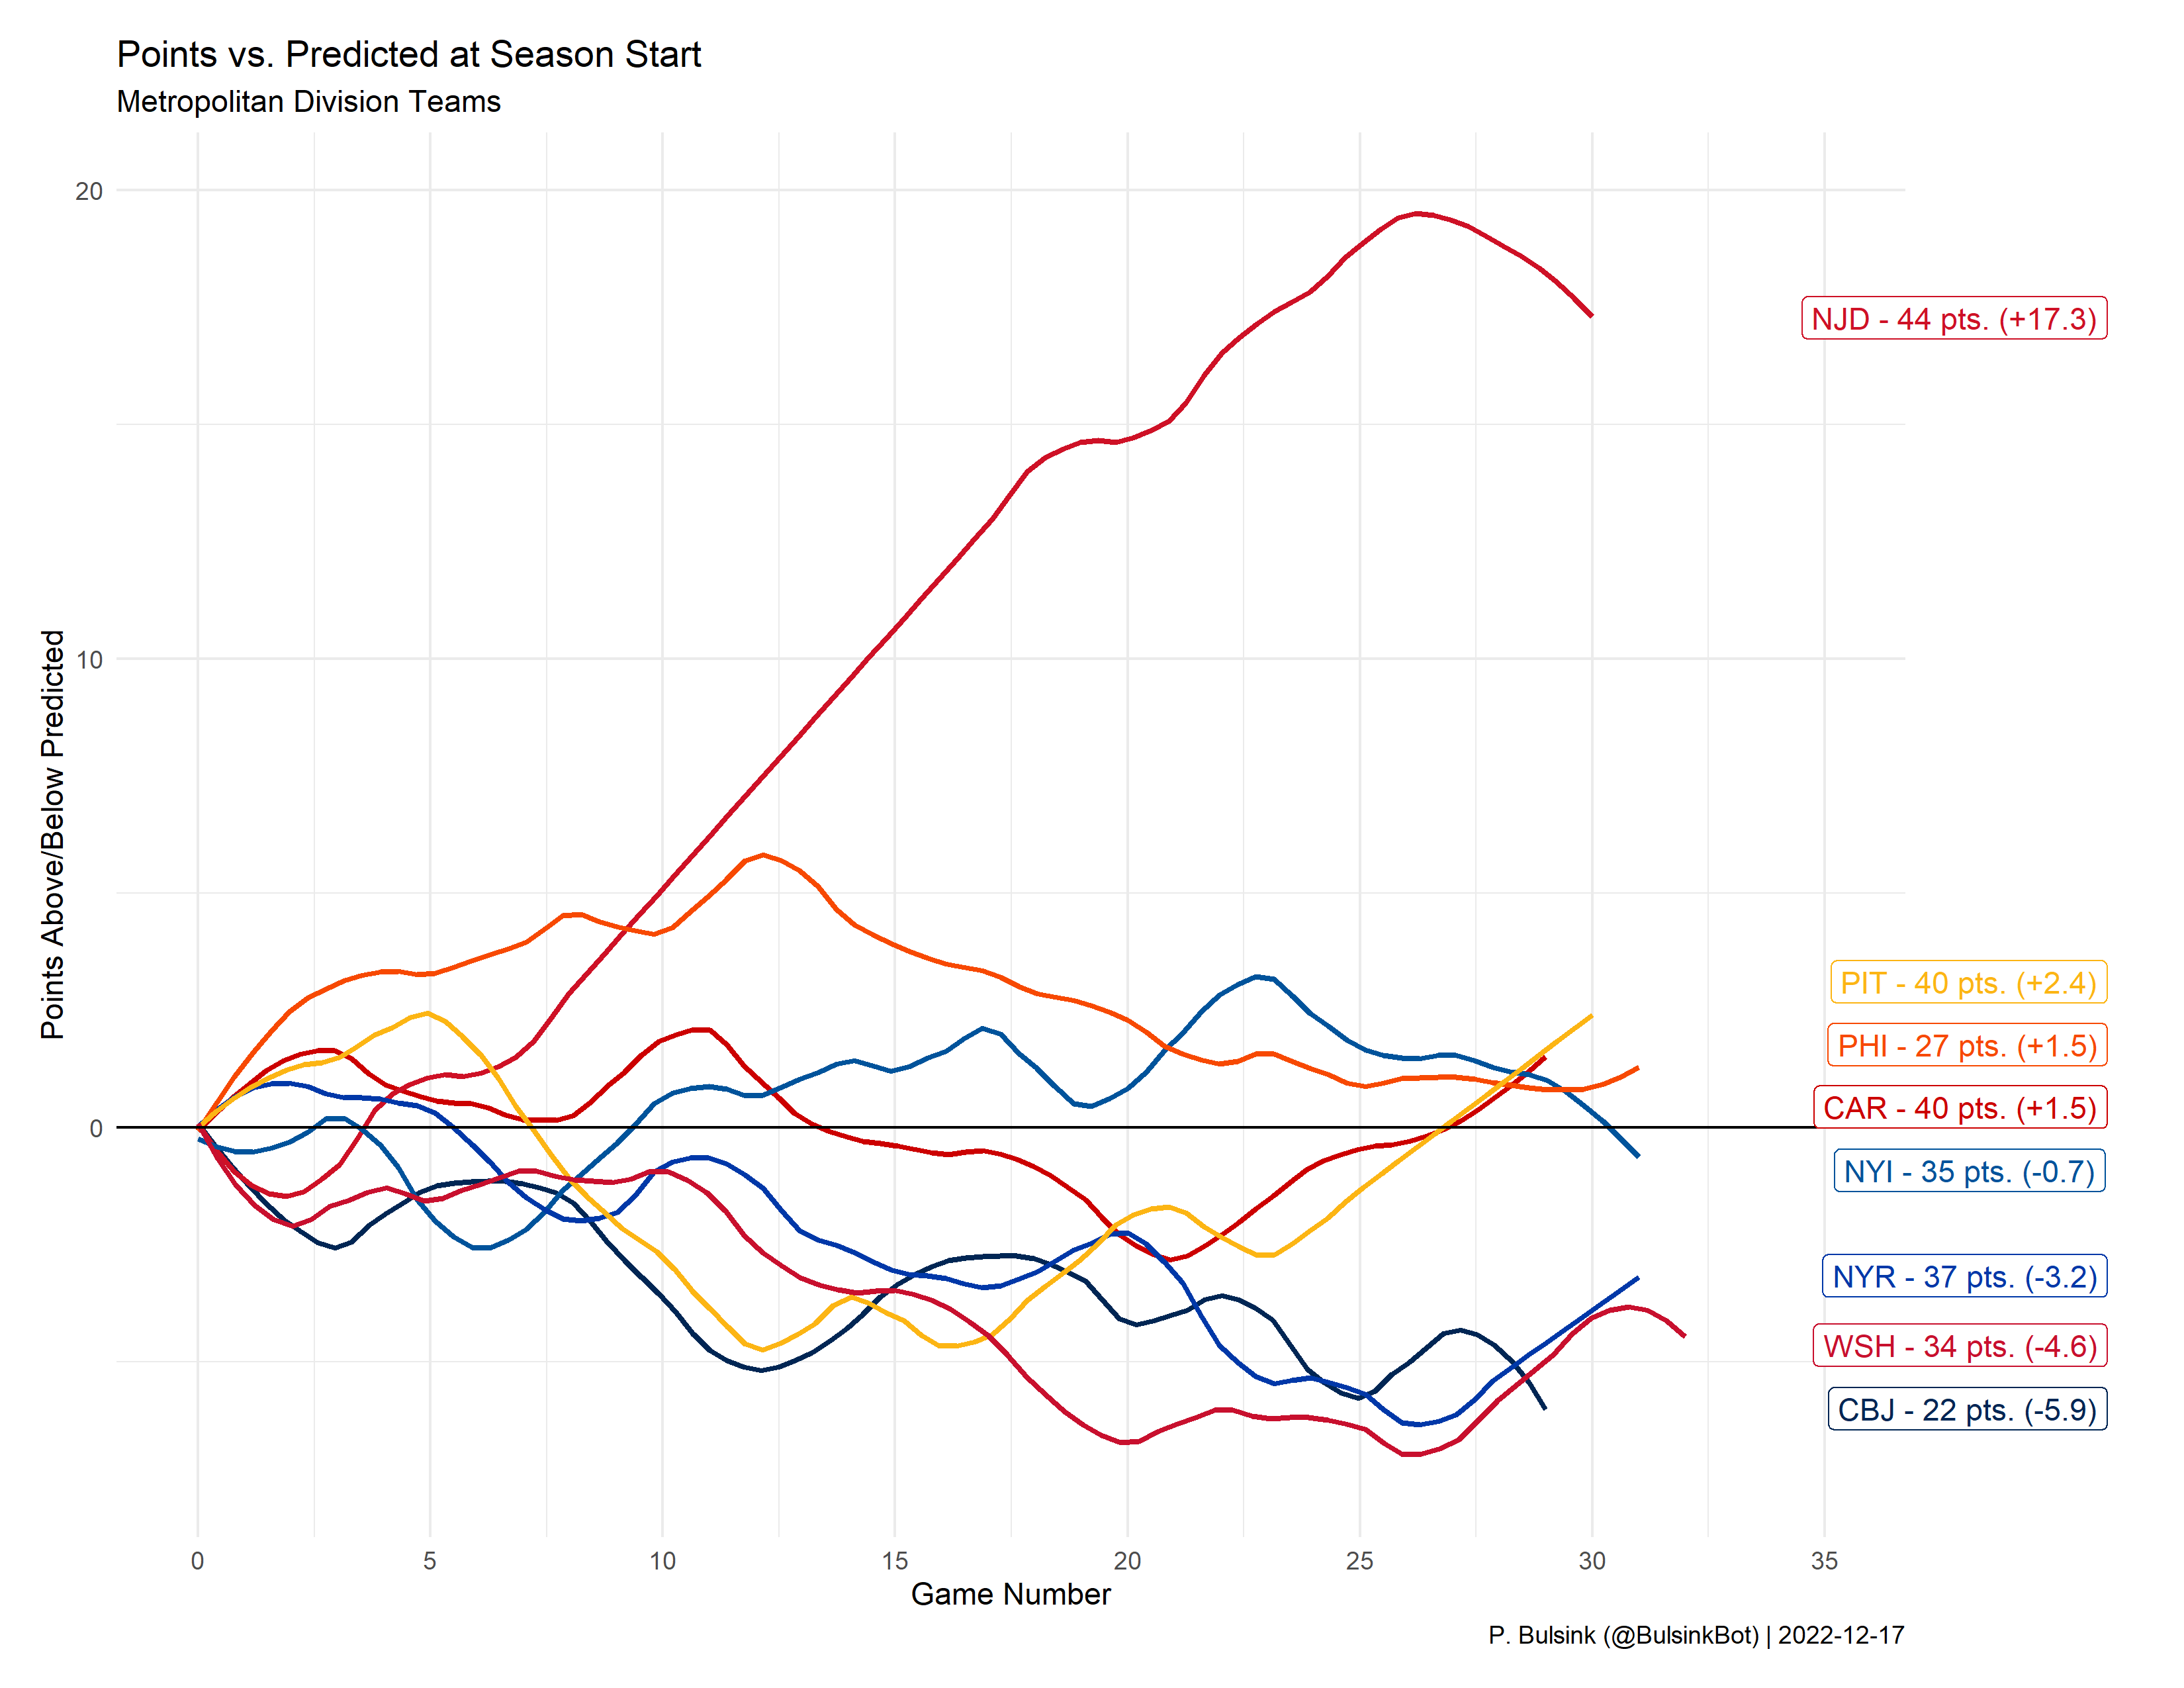 Points vs. Predicted at Season Start
Metropolitan Division Teams
Points Above/Below Predicted
20
10
0
NJD - 44 pts. (+17.3)
PIT - 40 pts. (+2.4)
PHI - 27 pts. (+1.5)
CAR - 40 pts. (+1.5)
NYI - 35 pts. (-0.7)
NYR - 37 pts. (-3.2)
WSH - 34 pts. (-4.6)
CBJ - 22 pts. (-5.9)
0 5 10 15 20 25 30 35
Game Number
P. Bulsink (@BulsinkBot) | 2022-12-17